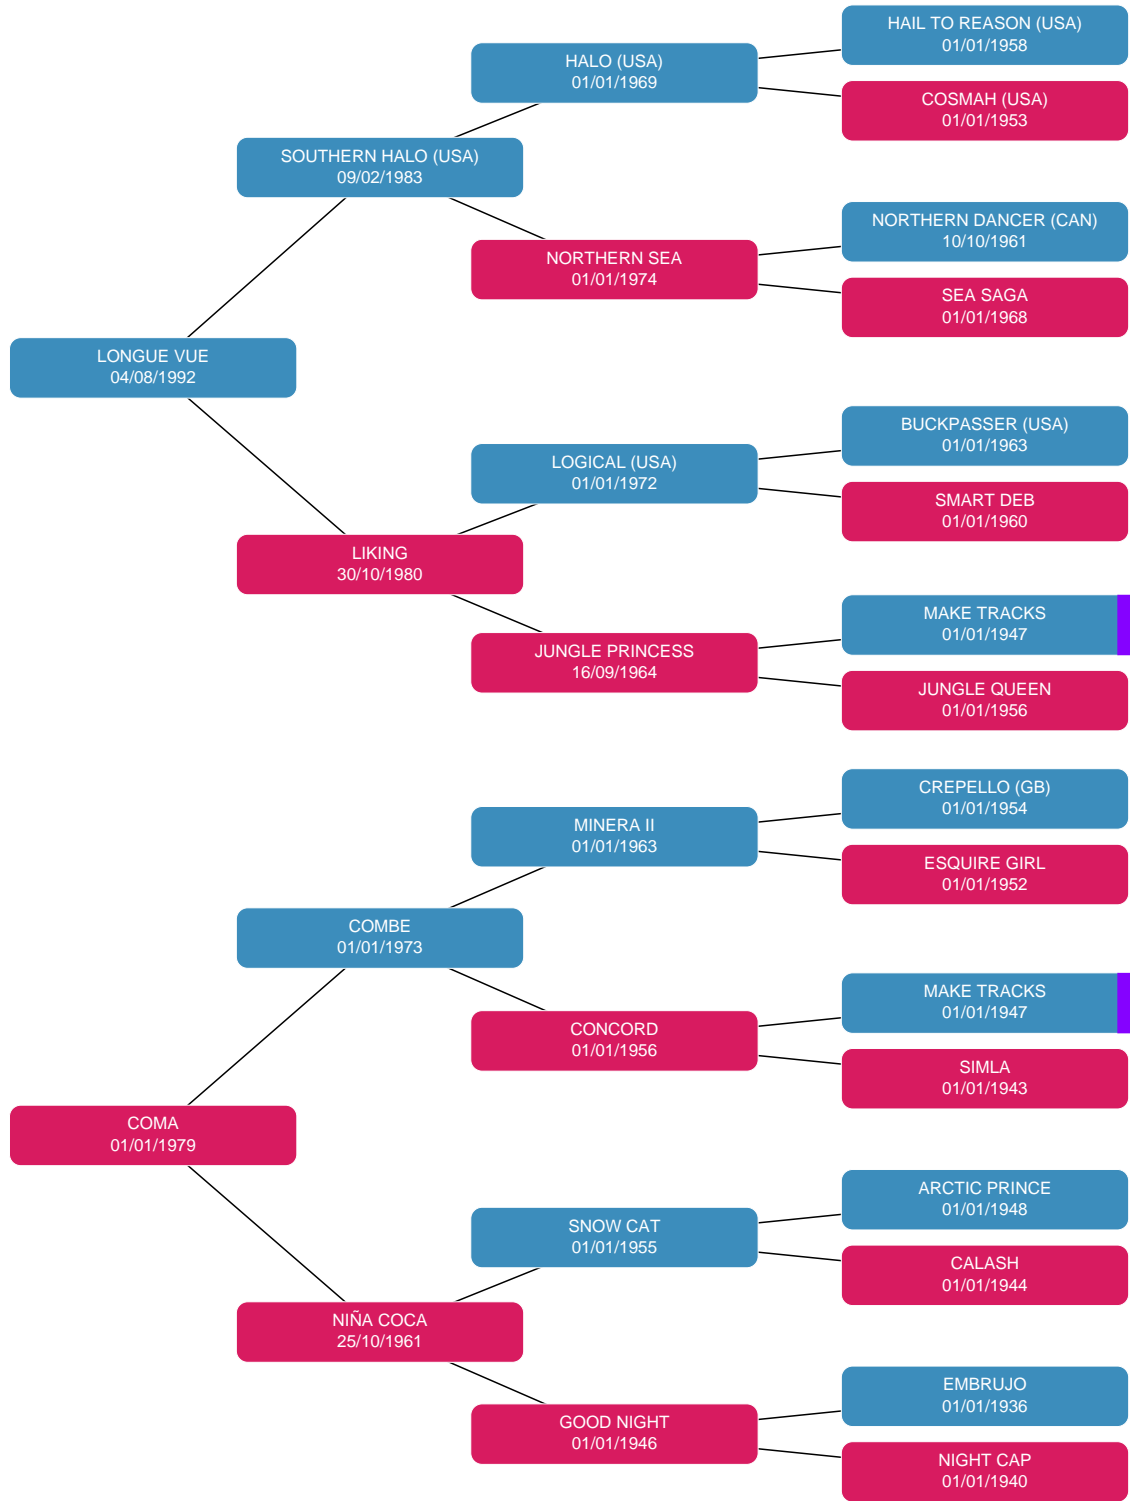 HAIL TO REASON (USA)
01/01/1958
HALO (USA)
01/01/1969
COSMAH (USA)
01/01/1953
SOUTHERN HALO (USA)
09/02/1983
NORTHERN DANCER (CAN)
10/10/1961
NORTHERN SEA
01/01/1974
SEA SAGA
01/01/1968
LONGUE VUE
04/08/1992
BUCKPASSER (USA)
01/01/1963
LOGICAL (USA)
01/01/1972
SMART DEB
01/01/1960
LIKING
30/10/1980
MAKE TRACKS
01/01/1947
JUNGLE PRINCESS
16/09/1964
JUNGLE QUEEN
01/01/1956
CREPELLO (GB)
01/01/1954
MINERA II
01/01/1963
ESQUIRE GIRL
01/01/1952
COMBE
01/01/1973
MAKE TRACKS
01/01/1947
CONCORD
01/01/1956
SIMLA
01/01/1943
COMA
01/01/1979
ARCTIC PRINCE
01/01/1948
SNOW CAT
01/01/1955
CALASH
01/01/1944
NIÑA COCA
25/10/1961
EMBRUJO
01/01/1936
GOOD NIGHT
01/01/1946
NIGHT CAP
01/01/1940